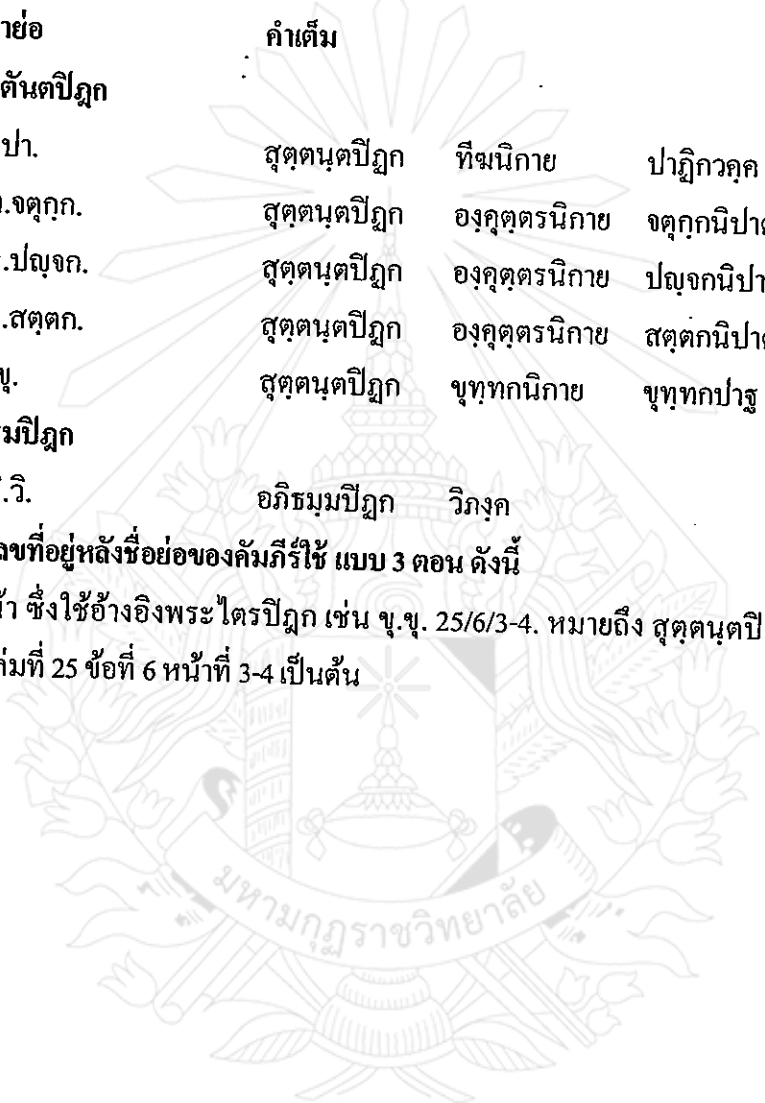 าย่อ คำเต็ม
ตันตปิฎก
ปา. สุตฺตนฺตปิฏก ทีฆนิกาย ปาฏิกวคฺค
.จตุกฺก. สุตฺตนฺตปิฏก องฺคุตฺตรนิกาย จตุกฺกนิปา
.ปญฺจก. สุตฺตนฺตปิฏก องฺคุตฺตรนิกาย ปญฺจกนิปา
.สตฺตก. สุตฺตนฺตปิฏก องฺคุตฺตรนิกาย สตฺตกนิปา
ขุ. สุตฺตนฺตปิฏก ขุทฺทกนิกาย ขุทฺทกปาฐ
รมปิฎก
.วิ. อภิธมฺมปิฏก วิภงฺค
ลขที่อยู่หลังชื่อย่อของคัมภีร์ใช้ แบบ 3 ตอน ดังนี้
น้า ซึ่งใช้อ้างอิงพระไตรปิฎก เช่น ขุ.ขุ. 25/6/3-4. หมายถึง สุตฺตนฺตปิ
ล่มที่ 25 ข้อที่ 6 หน้าที่ 3-4 เป็นต้น
มหามกุฏราชวิทยาลัย